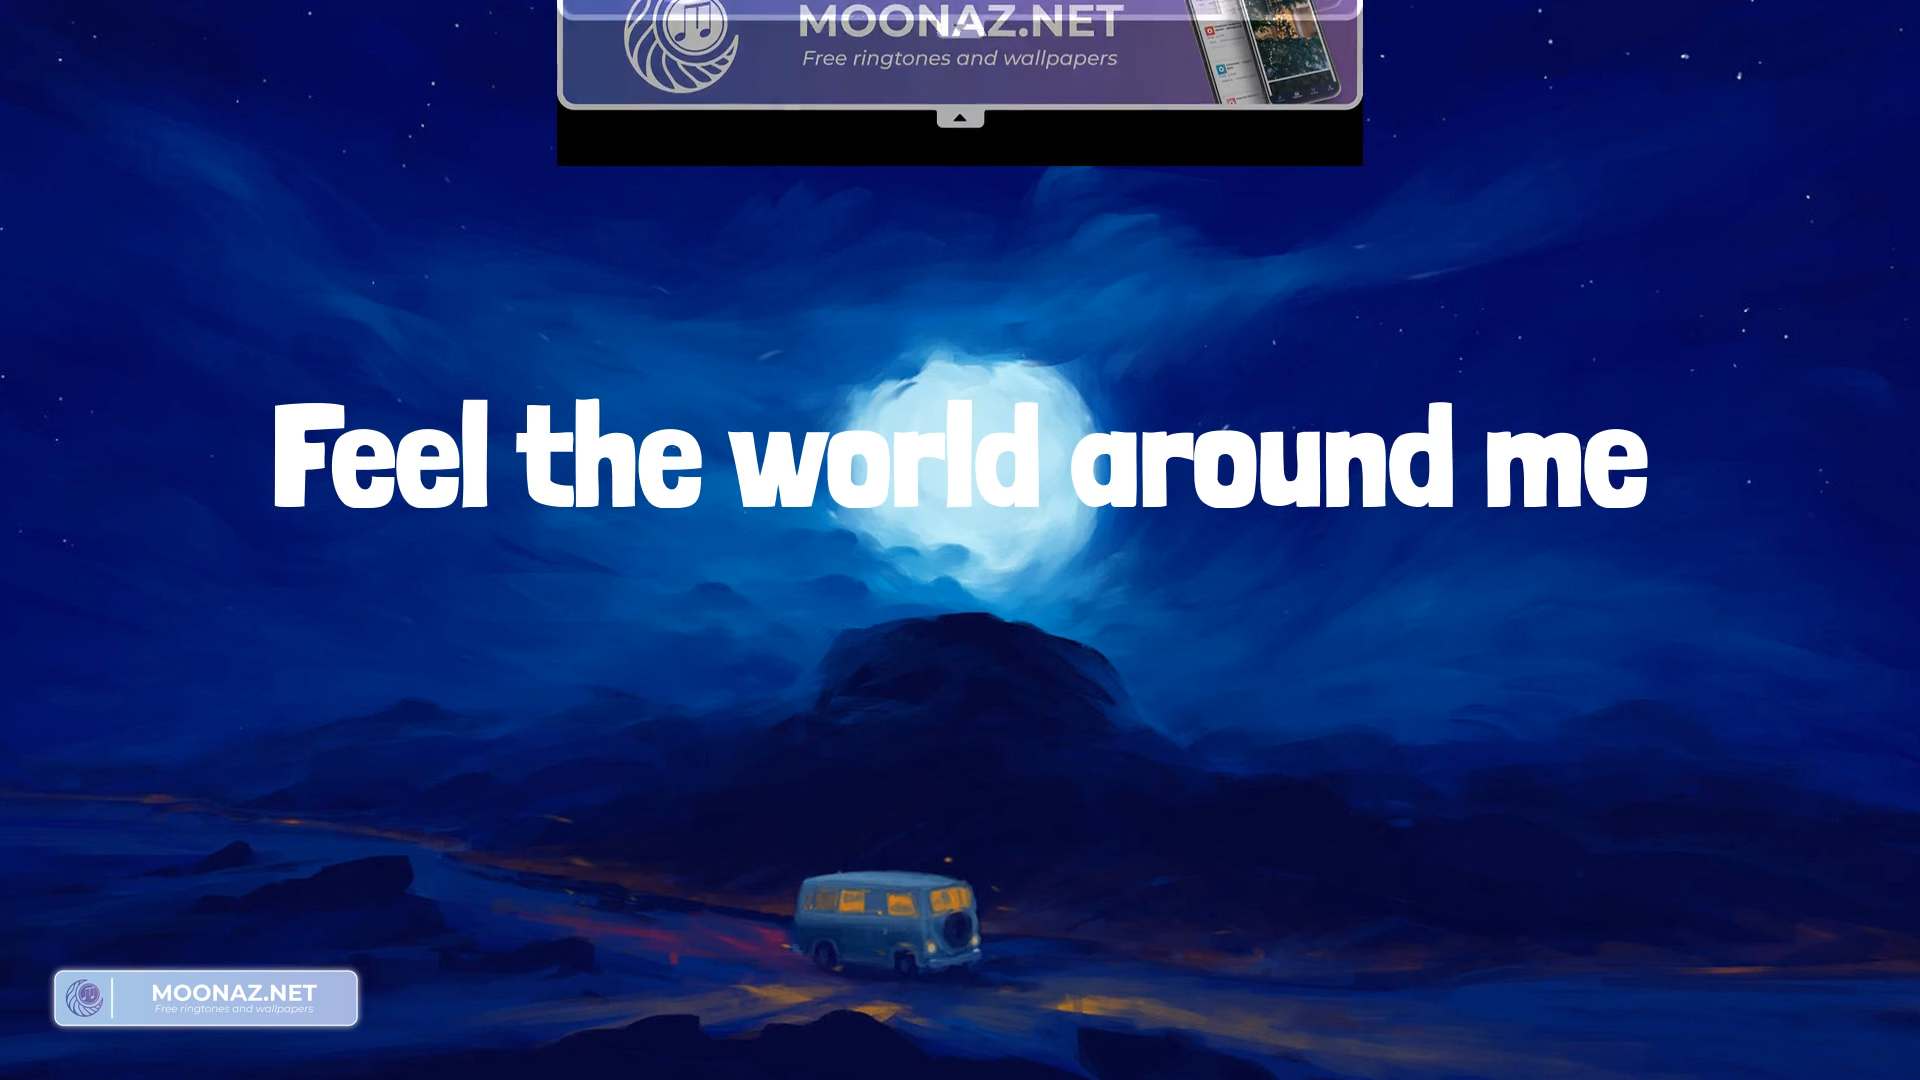 MOONAZ.NET
Free ringtones and wallpapers
Feel the world around me
MOONAZ.NET
Free ringtones and wallpapers